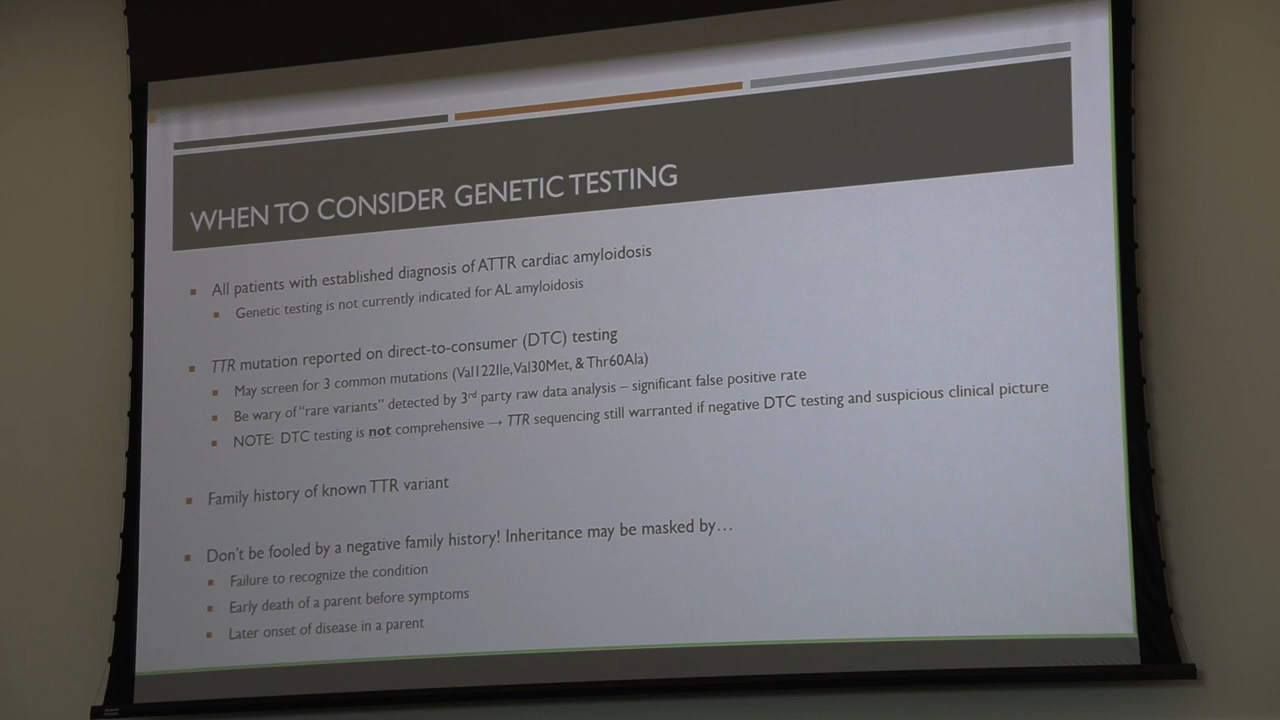 WHEN TO CONSIDER GENETIC TESTING
All patients with established diagnosis of ATTR cardiac amyloidosis
Genetic testing is not currently indicated for AL amyloidosis
TTR mutation reported on direct-to-consumer (DTC) testing
May screen for 3 common mutations (Val122Ile, Val30Met, & Thr60Ala)
Be wary of “rare variants” detected by 3rd party raw data analysis – significant false positive rate
NOTE: DTC testing is not comprehensive → TTR sequencing still warranted if negative DTC testing and suspicious clinical picture
Family history of known TTR variant
Don't be fooled by a negative family history! Inheritance may be masked by…
Failure to recognize the condition
Early death of a parent before symptoms
Later onset of disease in a parent